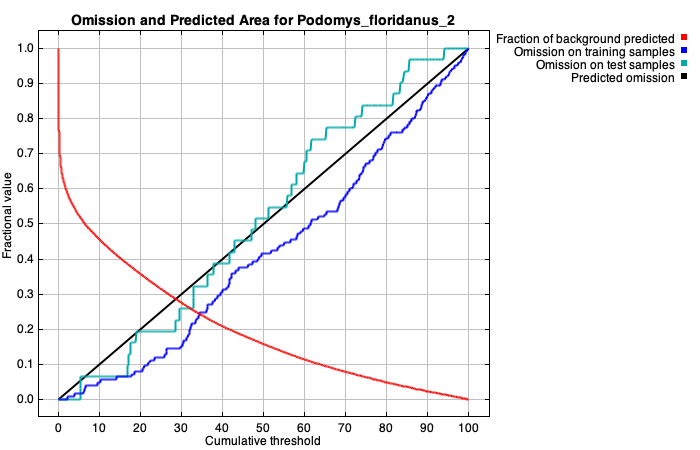 Omission and Predicted Area for Podomys_floridanus_2
Fraction of background predicted
Omission on training samples
Omission on test samples
Predicted omission
Fractional value
1.0
0.9
0.8
0.7
0.6
0.5
0.4
0.3
0.2
0.1
0.0
0 10 20 30 40 50 60 70 80 90 100
Cumulative threshold